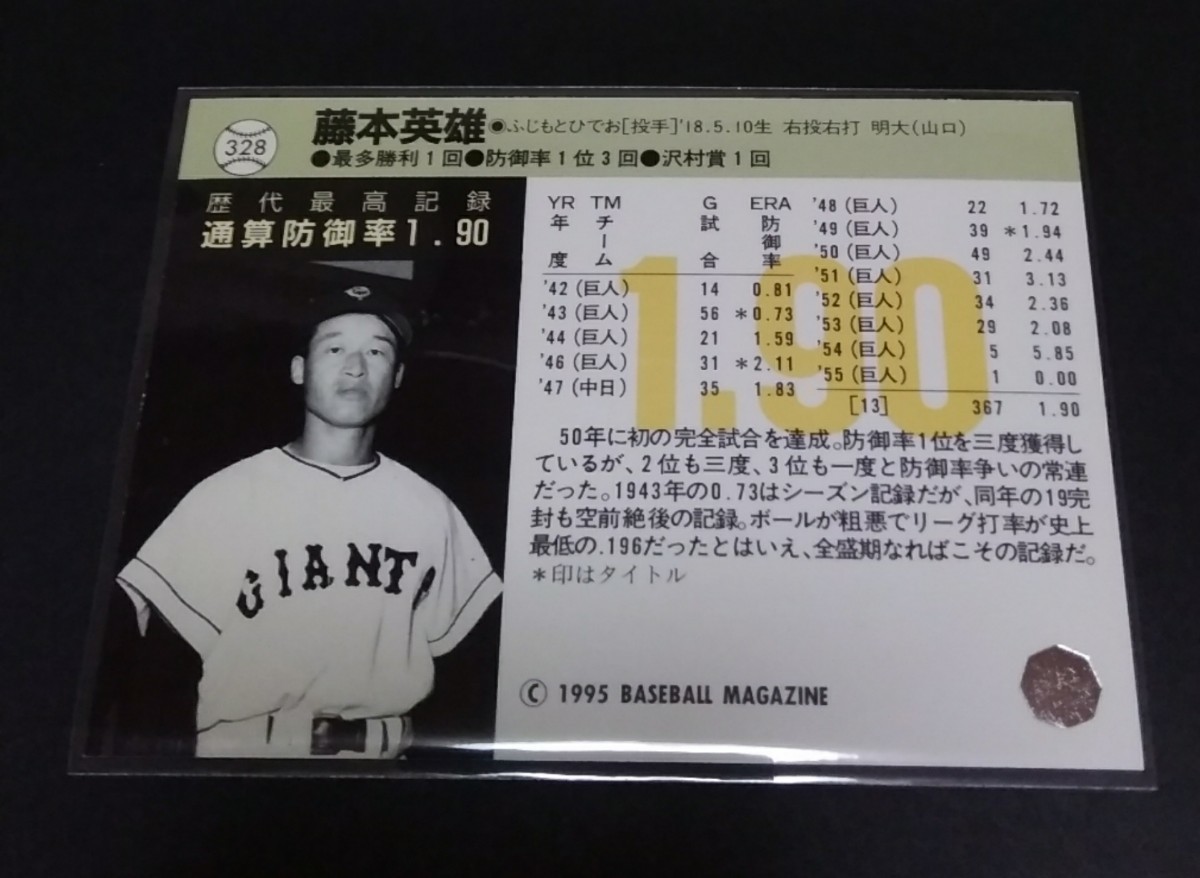 328
藤本英雄 ●ふじもとひでお[投手]'18.5.10生 右投右打 明大(山口)
●最多勝利1回●防御率1位3回●沢村賞1回
歴代最高記録
通算防御率1.90
GIANT
YR年度 TMチーム G試合 ERA防御率
'42(巨人) 14 0.81
'43(巨人) 56 *0.73
'44(巨人) 21 1.59
'46(巨人) 31 *2.11
'47(中日) 35 1.83
'48(巨人) 22 1.72
'49(巨人) 39 *1.94
'50(巨人) 49 2.44
'51(巨人) 31 3.13
'52(巨人) 34 2.36
'53(巨人) 29 2.08
'54(巨人) 5 5.85
'55(巨人) 1 0.00
[13] 367 1.90
1.90
50年に初の完全試合を達成。防御率1位を三度獲得し
ているが、2位も三度、3位も一度と防御率争いの常連
だった。1943年の0.73はシーズン記録だが、同年の19完
封も空前絶後の記録。ボールが粗悪でリーグ打率が史上
最低の.196だったとはいえ、全盛期なればこその記録だ。
*印はタイトル
© 1995 BASEBALL MAGAZINE